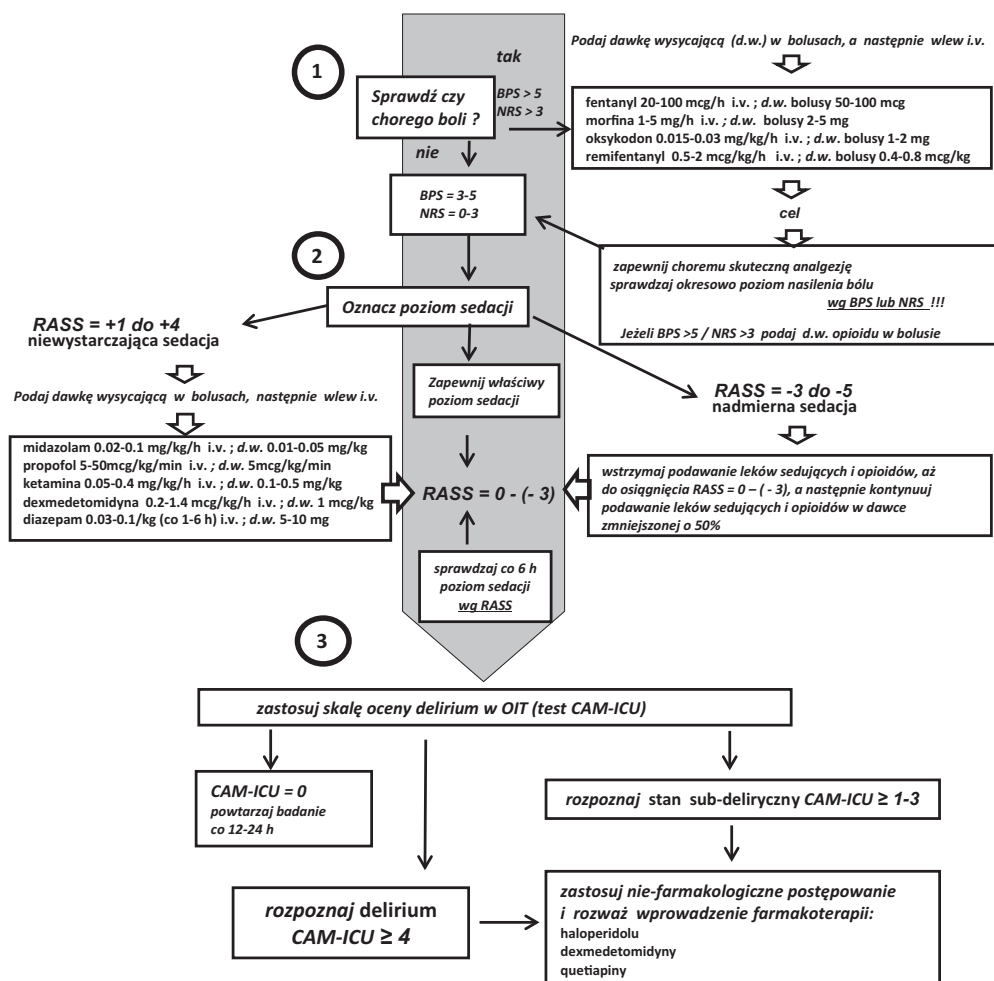 1
tak
Sprawdź czy
chorego boli ?
BPS > 5
NRS > 3
nie
Podaj dawkę wysycającą (d.w.) w bolusach, a następnie wlew i.v.
fentanyl 20-100 mcg/h i.v. ; d.w. bolusy 50-100 mcg
morfina 1-5 mg/h i.v. ; d.w. bolusy 2-5 mg
oksykodon 0.015-0.03 mg/kg/h i.v. ; d.w. bolusy 1-2 mg
remifentanyl 0.5-2 mcg/kg/h i.v. ; d.w. bolusy 0.4-0.8 mcg/kg
cel
zapewnij choremu skuteczną analgezję
sprawdzaj okresowo poziom nasilenia bólu
wg BPS lub NRS !!!
Jeżeli BPS >5 / NRS >3 podaj d.w. opioidu w bolusie
BPS = 3-5
NRS = 0-3
2
Oznacz poziom sedacji
RASS = +1 do +4
niewystarczająca sedacja
Podaj dawkę wysycającą w bolusach, następnie wlew i.v.
midazolam 0.02-0.1 mg/kg/h i.v. ; d.w. 0.01-0.05 mg/kg
propofol 5-50mcg/kg/min i.v. ; d.w. 5mcg/kg/min
ketamina 0.05-0.4 mg/kg/h i.v. ; d.w. 0.1-0.5 mg/kg
dexmedetomidyna 0.2-1.4 mcg/kg/h i.v. ; d.w. 1 mcg/kg
diazepam 0.03-0.1/kg (co 1-6 h) i.v. ; d.w. 5-10 mg
Zapewnij właściwy
poziom sedacji
RASS = 0 - (- 3)
sprawdzaj co 6 h
poziom sedacji
wg RASS
RASS = -3 do -5
nadmierna sedacja
wstrzymaj podawanie leków sedujących i opioidów, aż
do osiągnięcia RASS = 0 – ( - 3), a następnie kontynuuj
podawanie leków sedujących i opioidów w dawce
zmniejszonej o 50%
3
zastosuj skalę oceny delirium w OIT (test CAM-ICU)
CAM-ICU = 0
powtarzaj badanie
co 12-24 h
rozpoznaj stan sub-deliryczny CAM-ICU ≥ 1-3
rozpoznaj delirium
CAM-ICU ≥ 4
zastosuj nie-farmakologiczne postępowanie
i rozważ wprowadzenie farmakoterapii:
haloperidolu
dexmedetomidyny
quetiapiny